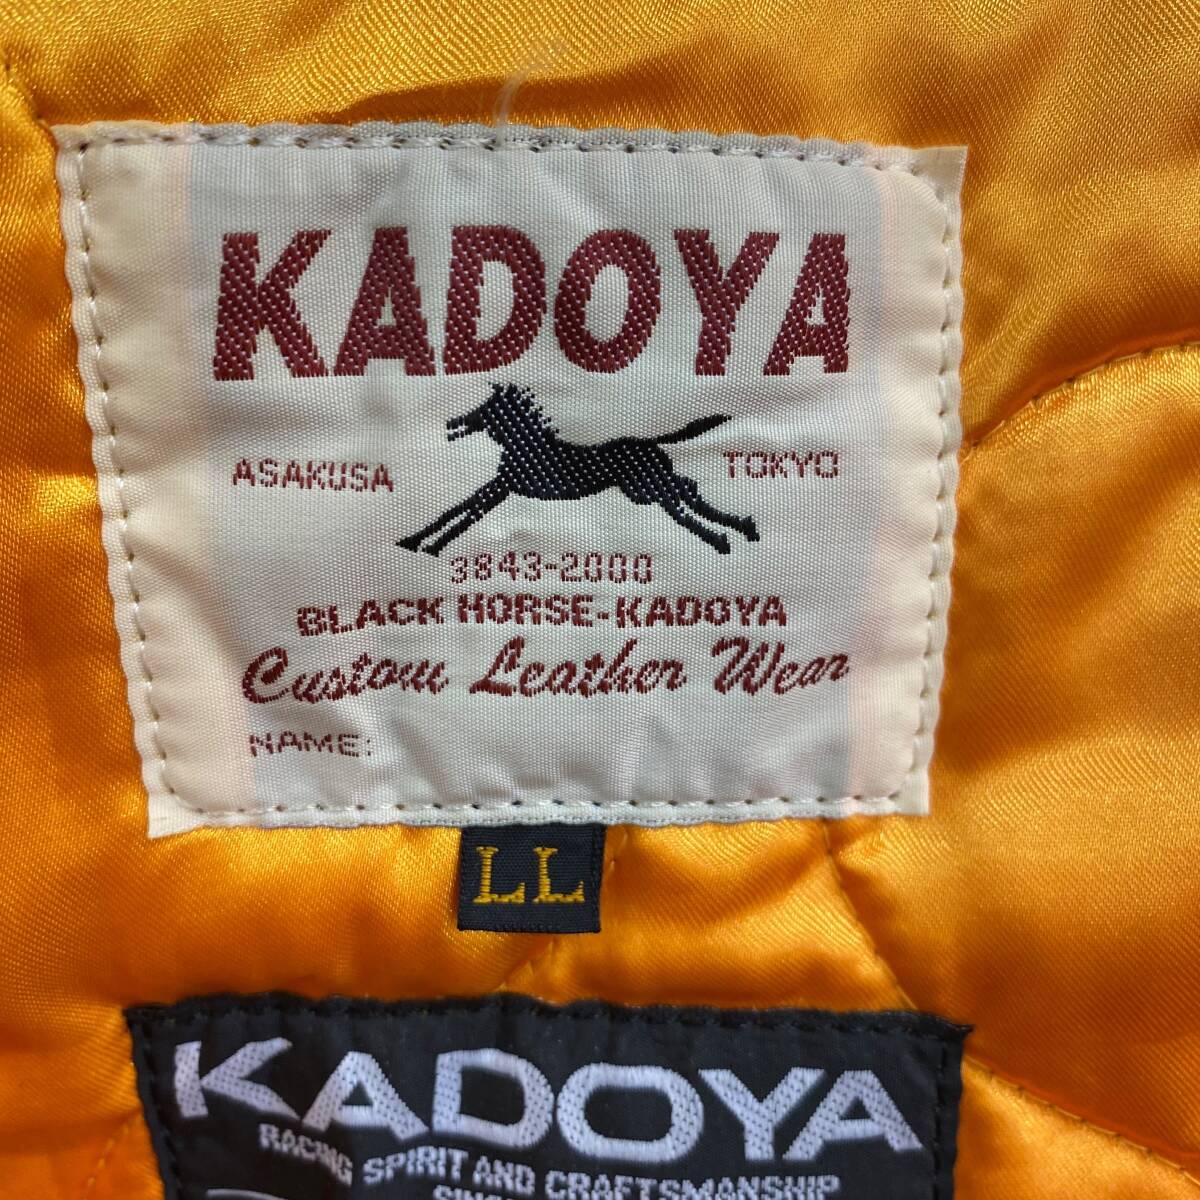 KADOYA
ASAKUSA TOKYO
3843-2000
BLACK HORSE-KADOYA
Custom Leather Wear
NAME:
LL
KADOYA
RACING SPIRIT AND CRAFTSMANSHIP